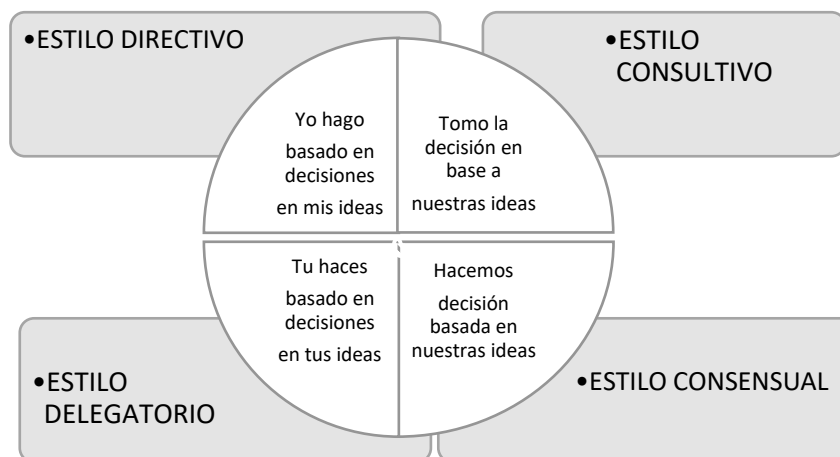 •ESTILO DIRECTIVO
•ESTILO
CONSULTIVO
Yo hago
basado en
decisiones
en mis ideas
Tomo la
decisión en
base a
nuestras ideas
Tu haces
basado en
decisiones
en tus ideas
Hacemos
decisión
basada en
nuestras ideas
•ESTILO
DELEGATORIO
•ESTILO CONSENSUAL